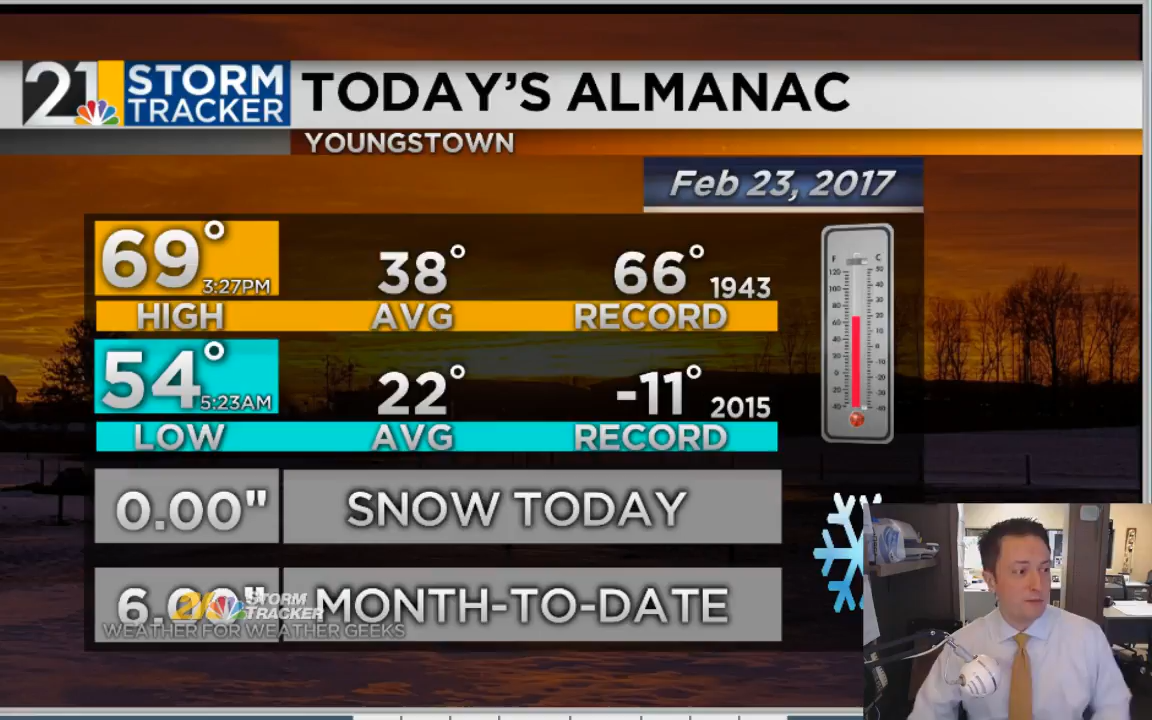 21 STORM TRACKER
TODAY'S ALMANAC
YOUNGSTOWN
Feb 23, 2017
69° 3:27PM 38° 66° 1943
HIGH AVG RECORD
54° 5:23AM 22° -11° 2015
LOW AVG RECORD
0.00" SNOW TODAY
6.00" MONTH-TO-DATE
21 STORM TRACKER
WEATHER FOR WEATHER GEEKS
F C